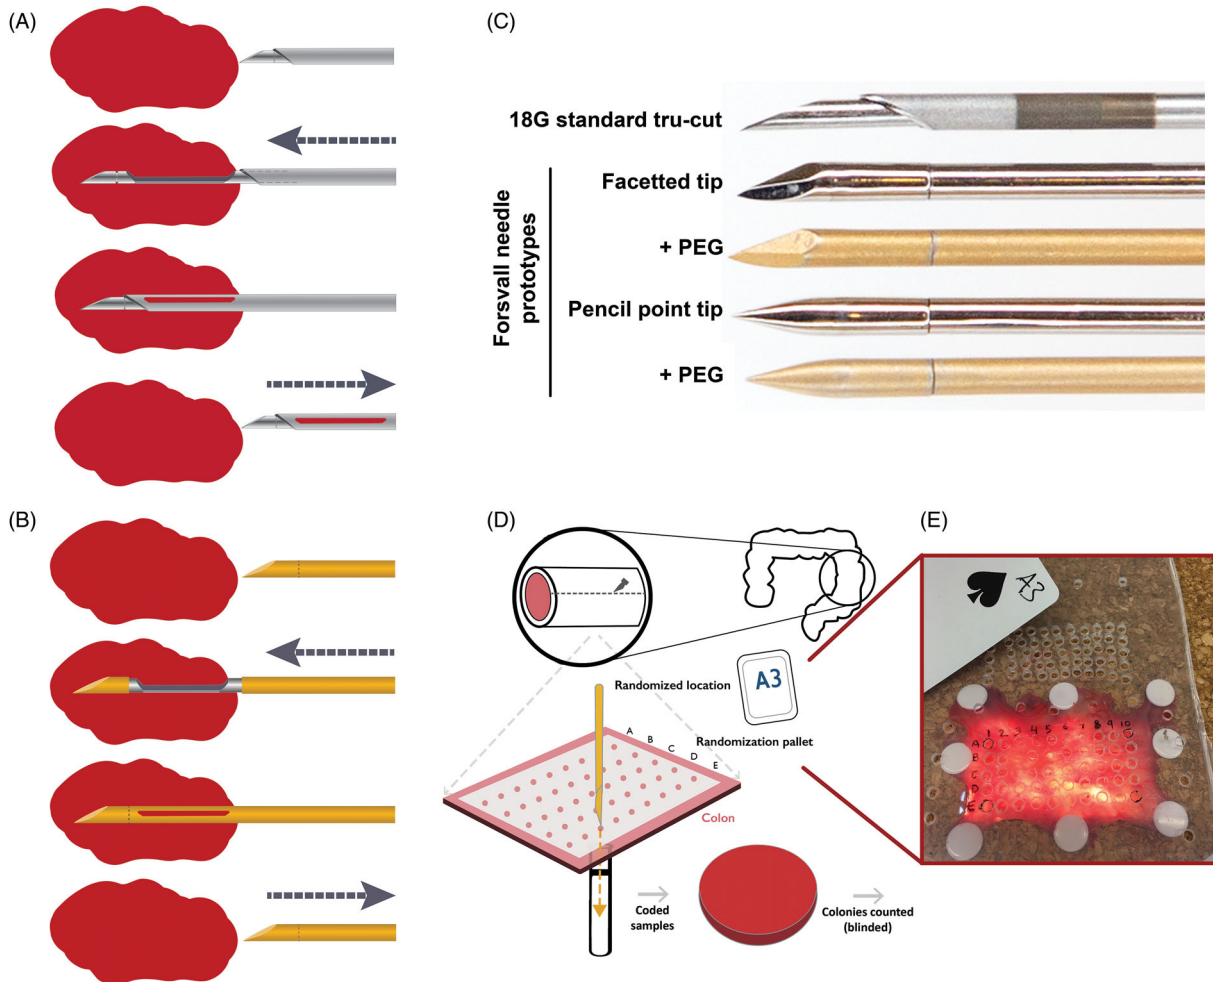 (A)
(C)
18G standard tru-cut
Facetted tip
+ PEG
Forsvall needle
prototypes
Pencil point tip
+ PEG
(B)
(D)
(E)
A3
Randomized location
A3
Randomization pallet
A
B
C
D
E
Colon
1 2 3 4 5 6 7 8 9 10
A
B
C
D
E
Coded
samples
Colonies counted
(blinded)